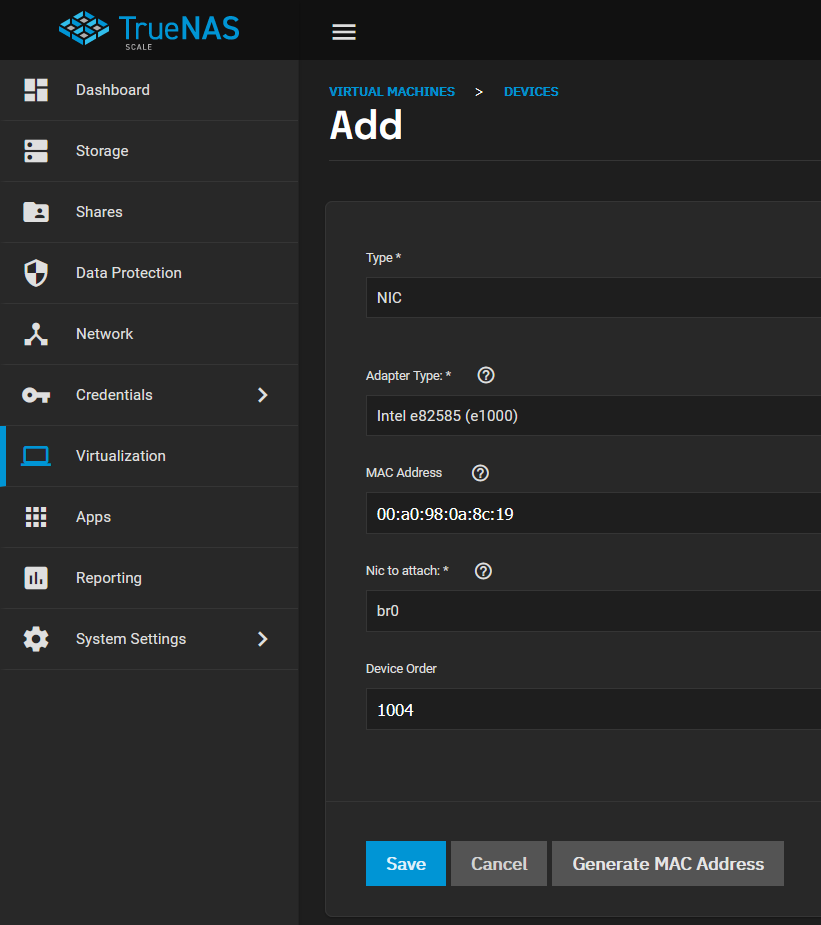 TrueNAS
SCALE
Dashboard
Storage
Shares
Data Protection
Network
Credentials
Virtualization
Apps
Reporting
System Settings
VIRTUAL MACHINES > DEVICES
Add
Type *
NIC
Adapter Type: *
Intel e82585 (e1000)
MAC Address
00:a0:98:0a:8c:19
Nic to attach: *
br0
Device Order
1004
Save Cancel Generate MAC Address